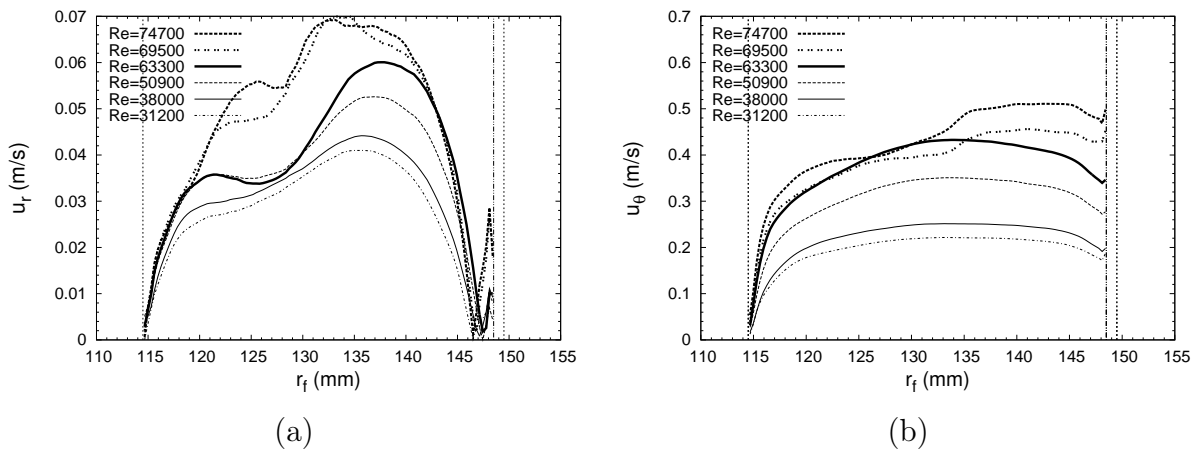 0.07
0.06
0.05
0.04
0.03
0.02
0.01
0
u_r (m/s)
Re=74700
Re=69500
Re=63300
Re=50900
Re=38000
Re=31200
110 115 120 125 130 135 140 145 150 155
r_f (mm)
(a)
0.7
0.6
0.5
0.4
0.3
0.2
0.1
0
u_θ (m/s)
Re=74700
Re=69500
Re=63300
Re=50900
Re=38000
Re=31200
110 115 120 125 130 135 140 145 150 155
r_f (mm)
(b)